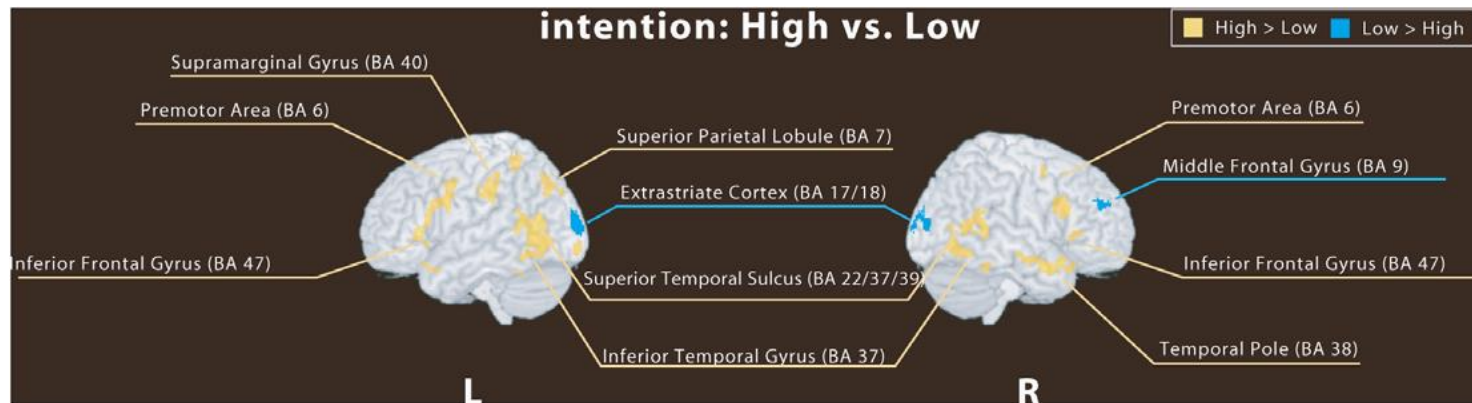 intention: High vs. Low
High > Low
Low > High
Supramarginal Gyrus (BA 40)
Premotor Area (BA 6)
Superior Parietal Lobule (BA 7)
Premotor Area (BA 6)
Middle Frontal Gyrus (BA 9)
Extrastriate Cortex (BA 17/18)
Inferior Frontal Gyrus (BA 47)
Superior Temporal Sulcus (BA 22/37/39)
Inferior Frontal Gyrus (BA 47)
Inferior Temporal Gyrus (BA 37)
Temporal Pole (BA 38)
L
R